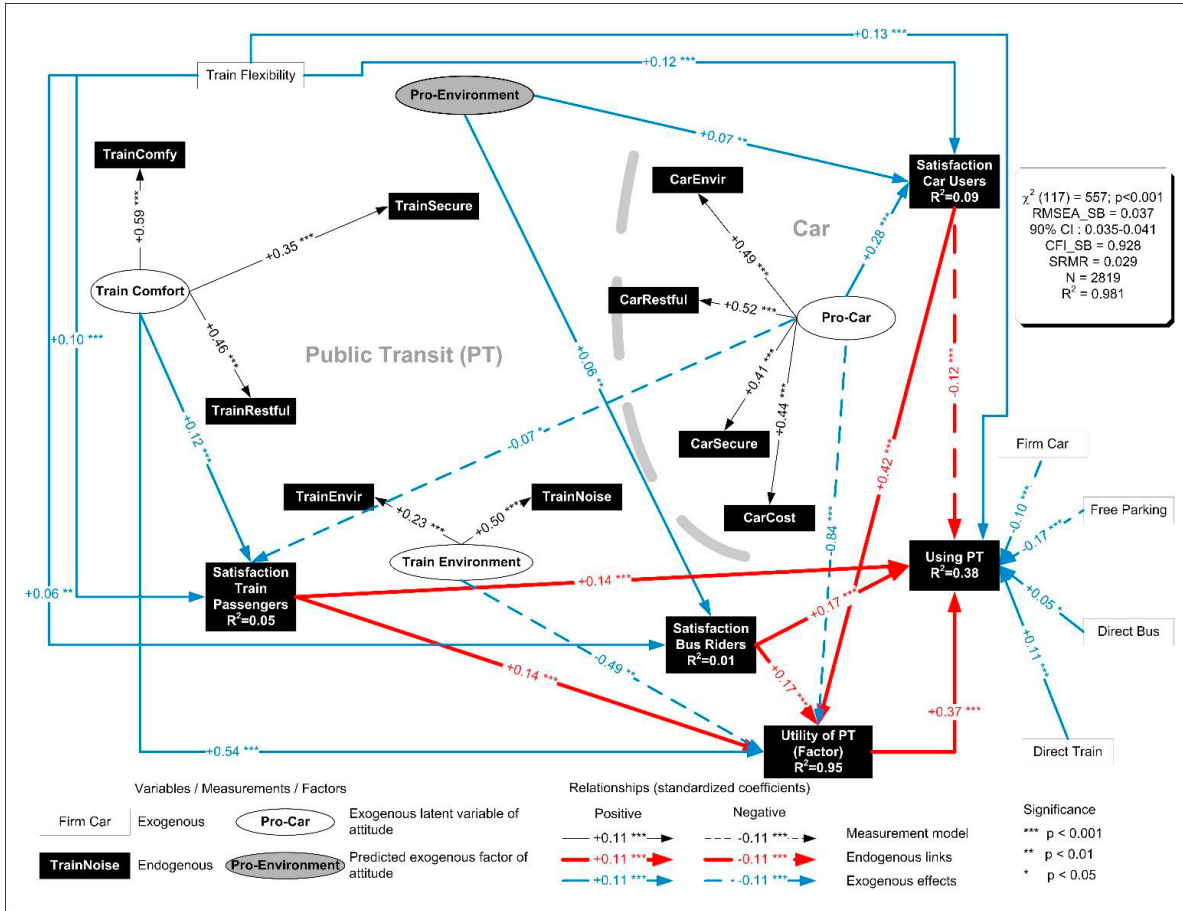 +0.13 ***
+0.12 ***
Train Flexibility
Pro-Environment
+0.07 **
TrainComfy
Satisfaction
Car Users
R²=0.09
CarEnvir
TrainSecure
+0.59 ***
+0.35 ***
Car
+0.28 ***
χ² (117) = 557; p<0.001
RMSEA_SB = 0.037
90% CI : 0.035-0.041
CFI_SB = 0.928
SRMR = 0.029
N = 2819
R² = 0.981
+0.49 ***
Train Comfort
CarRestful
+0.52 ***
Pro-Car
+0.10 ***
+0.46 ***
Public Transit (PT)
+0.06 **
+0.41 ***
+0.44 ***
-0.12 ***
TrainRestful
+0.12 ***
-0.07 *
CarSecure
+0.42 ***
Firm Car
TrainEnvir
TrainNoise
+0.23 ***
+0.50 ***
CarCost
-0.84 ***
-0.10 ***
Free Parking
-0.17 ***
Train Environment
Using PT
R²=0.38
Satisfaction
Train
Passengers
R²=0.05
+0.14 ***
+0.06 **
+0.17 ***
+0.05 *
Direct Bus
Satisfaction
Bus Riders
R²=0.01
+0.11 ***
-0.49 **
+0.14 ***
+0.17 ***
+0.37 ***
Utility of PT
(Factor)
R²=0.95
+0.54 ***
Direct Train
Variables / Measurements / Factors
Relationships (standardized coefficients)
Positive
Negative
Significance
Firm Car
Exogenous
Pro-Car
Exogenous latent variable of
attitude
+0.11 ***
-0.11 ***
Measurement model
*** p < 0.001
TrainNoise
Endogenous
Pro-Environment
Predicted exogenous factor of
attitude
+0.11 ***
-0.11 ***
Endogenous links
** p < 0.01
+0.11 ***
-0.11 ***
Exogenous effects
* p < 0.05